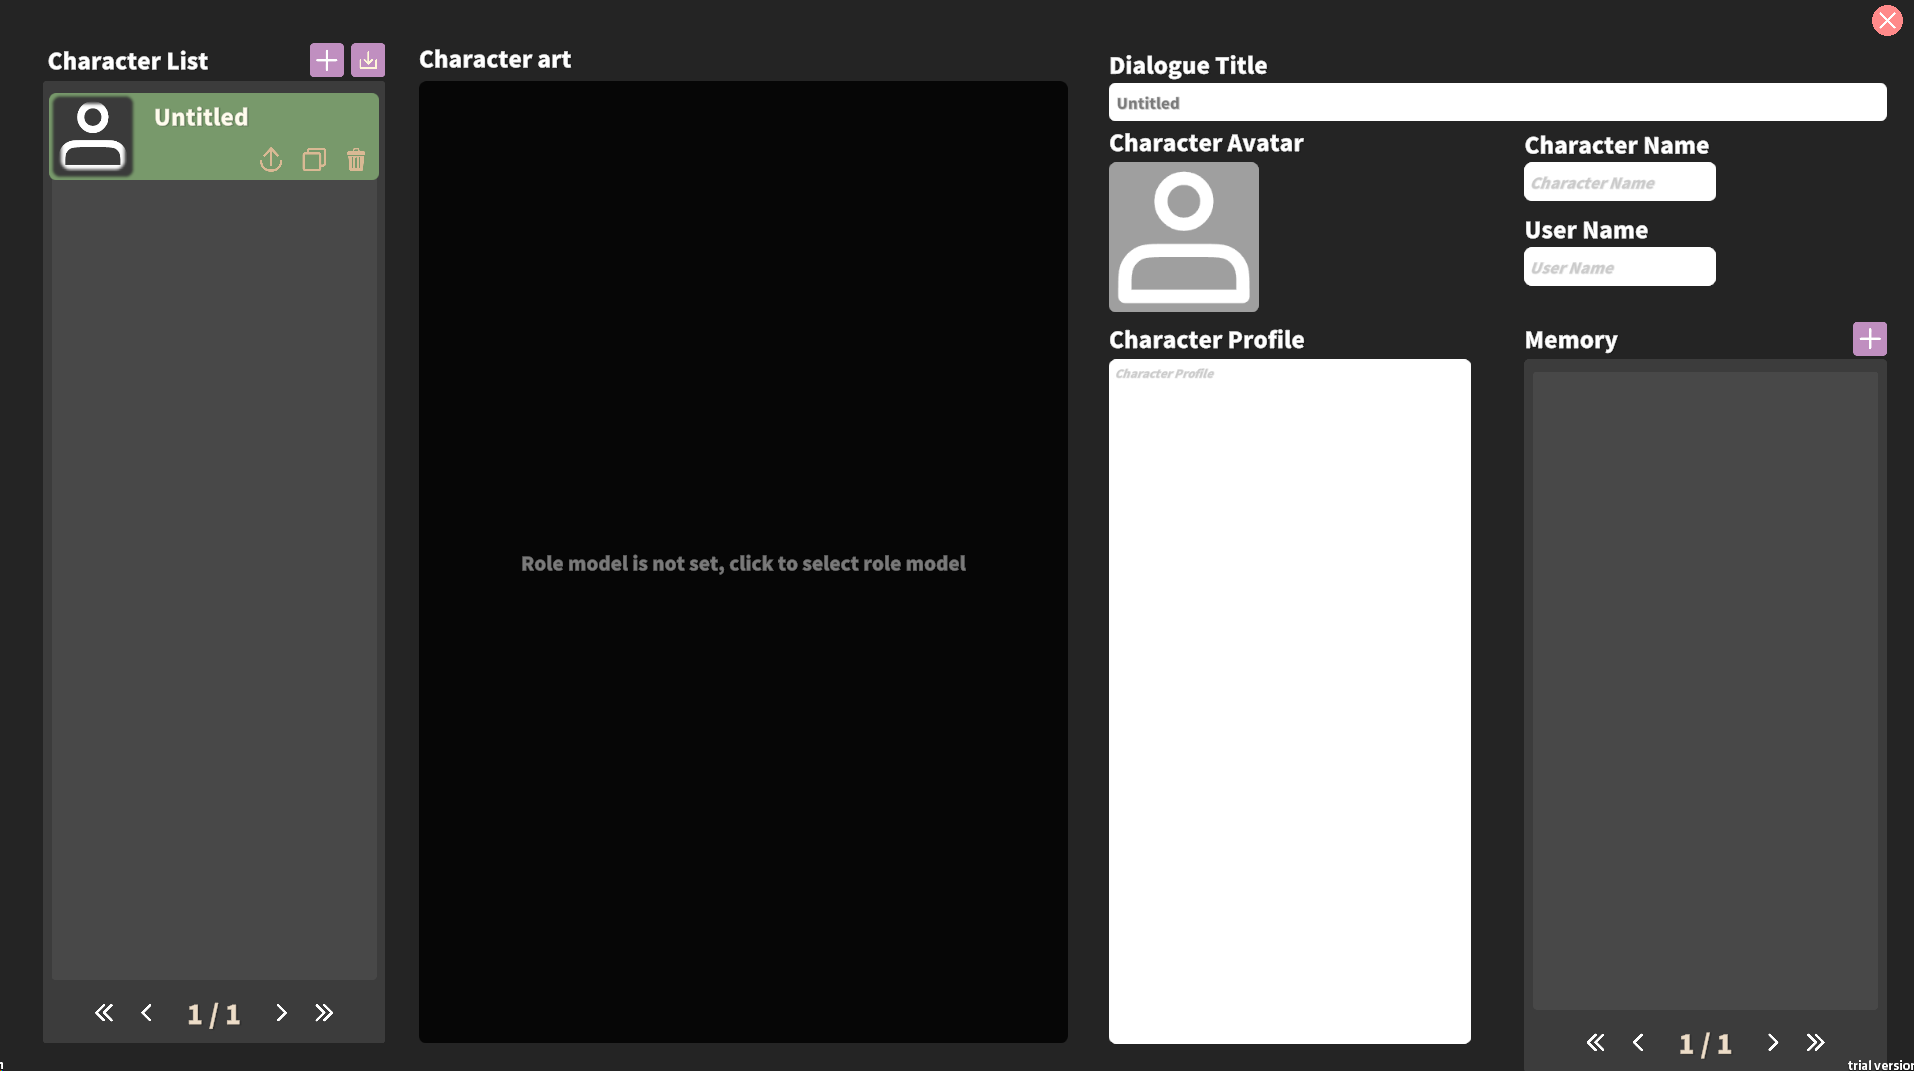 Character List
Untitled
1 / 1
Character art
Role model is not set, click to select role model
Dialogue Title
Untitled
Character Avatar
Character Name
Character Name
User Name
User Name
Character Profile
Character Profile
Memory
1 / 1
trial version